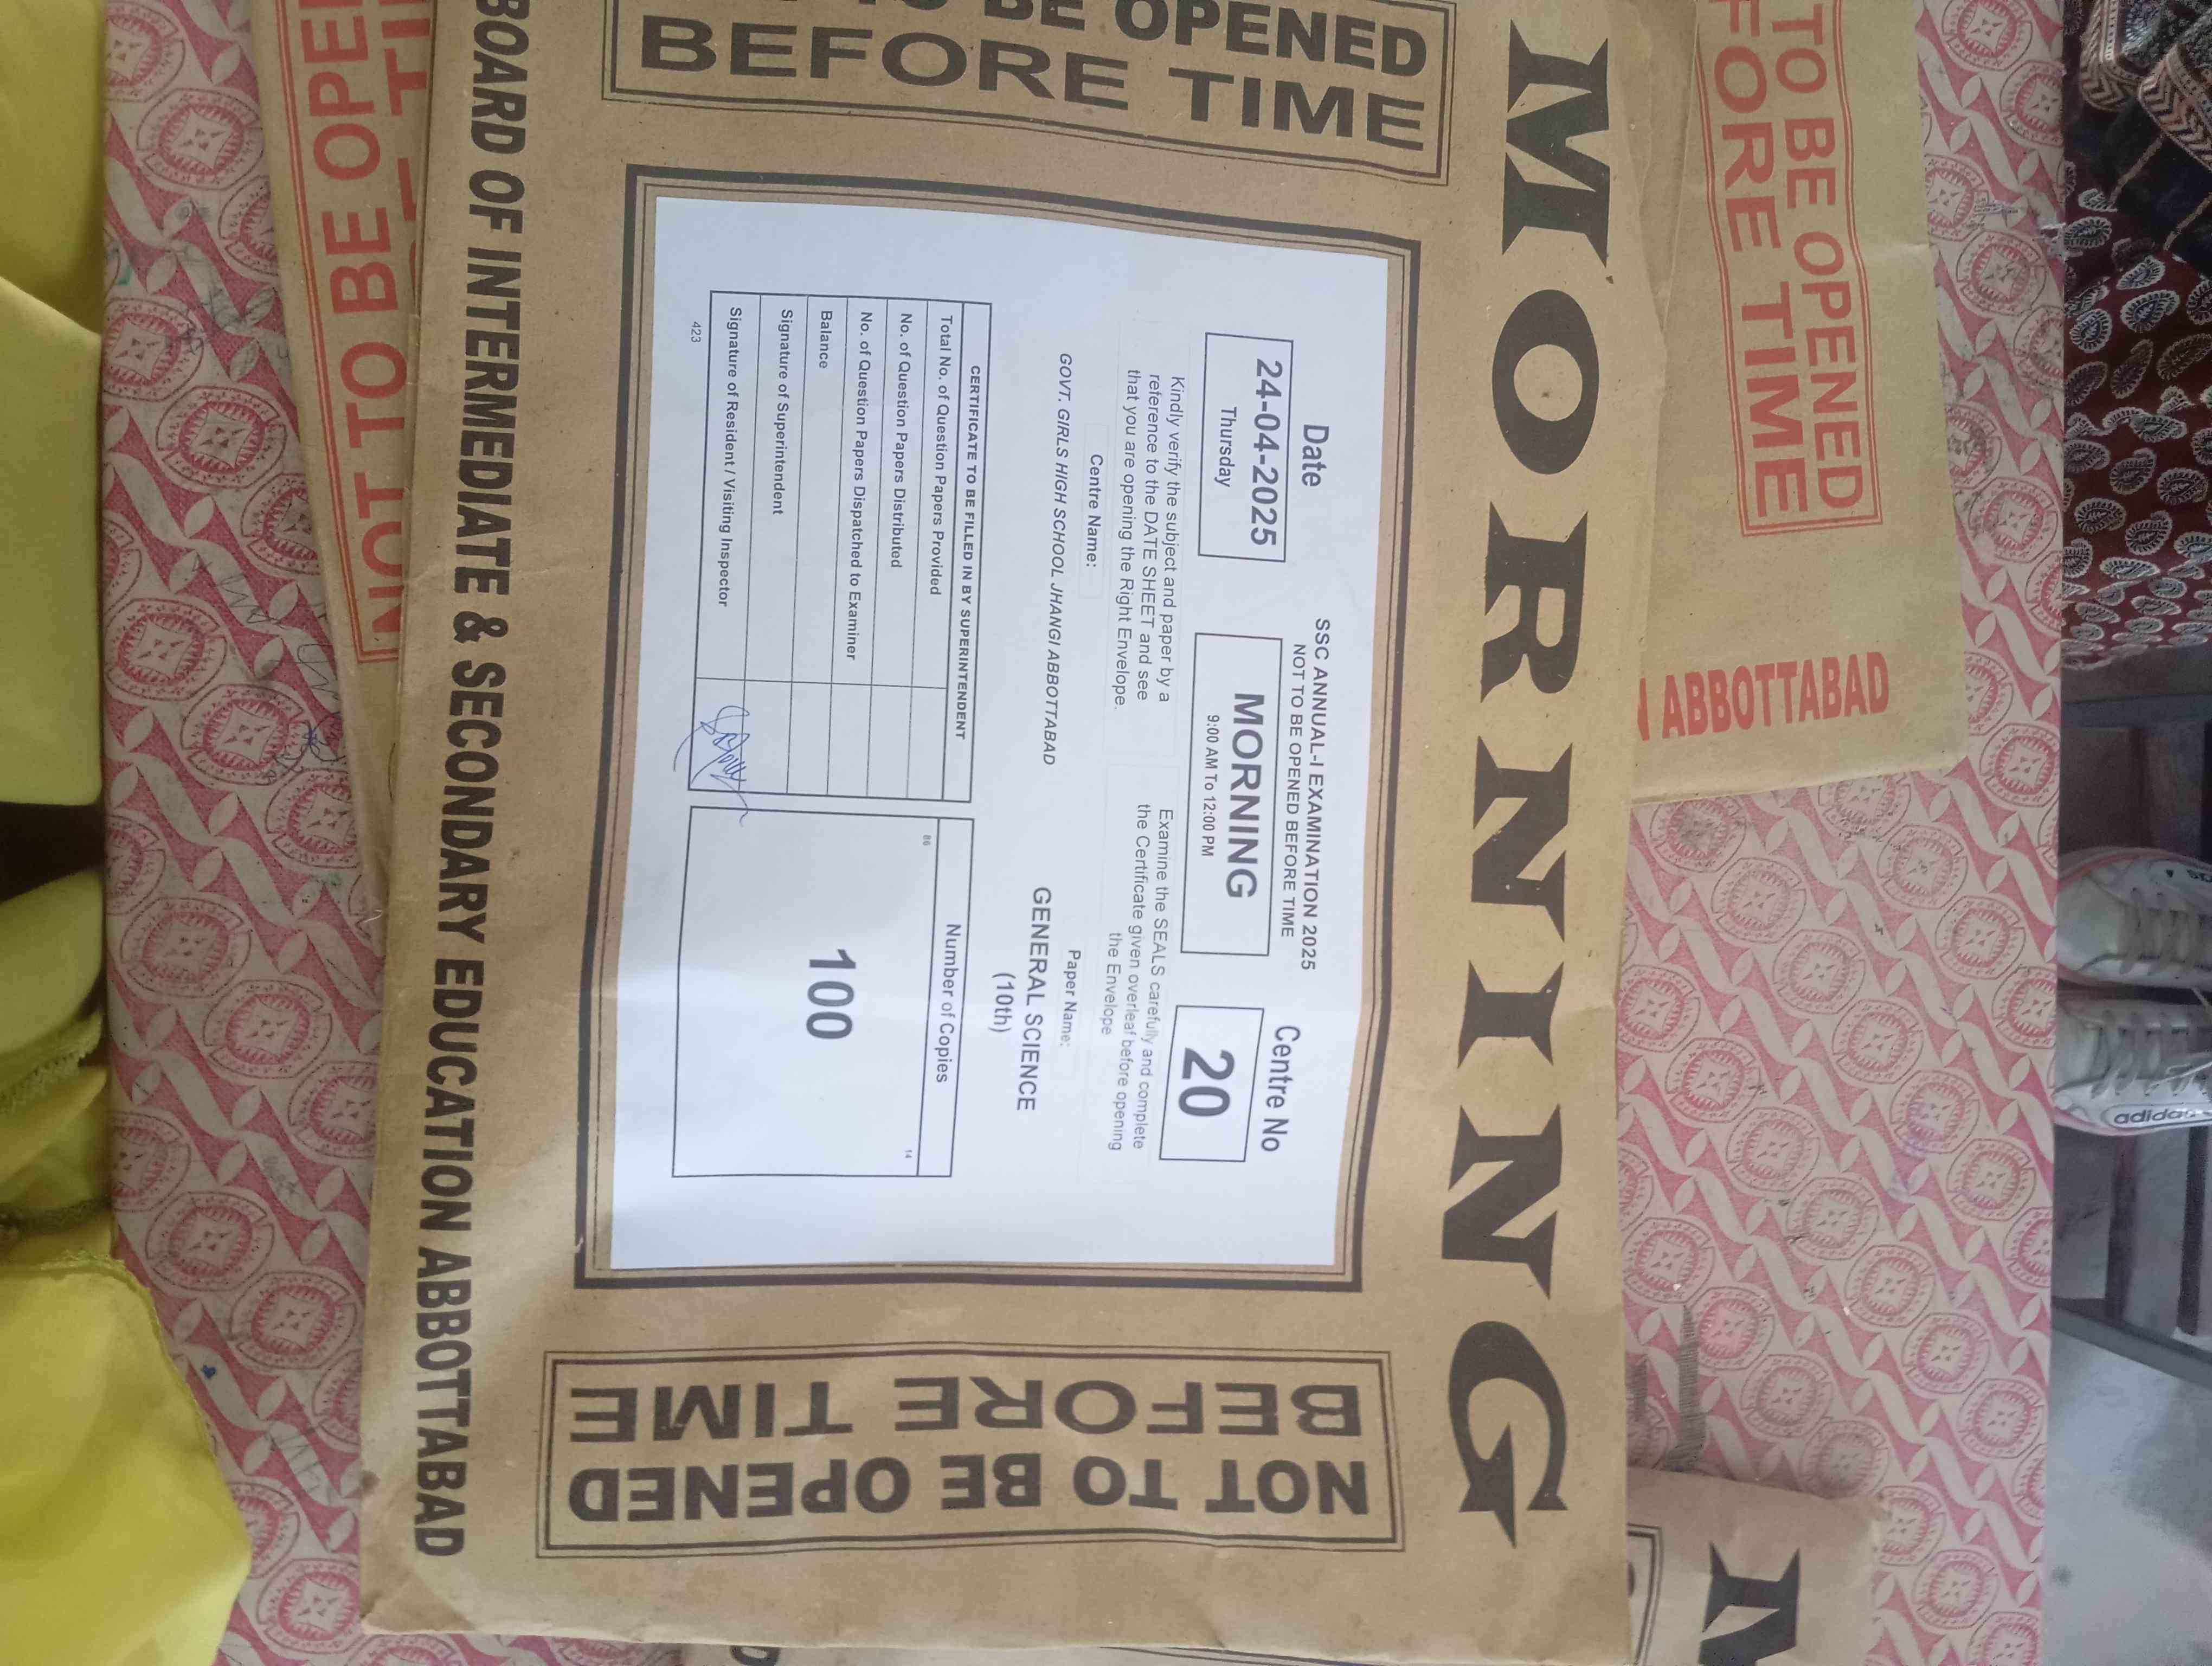 MORNING
TO BE OPENED
BEFORE TIME
SSC ANNUAL-I EXAMINATION 2025
NOT TO BE OPENED BEFORE TIME
Date
24-04-2025
Thursday
MORNING
9:00 AM To 12:00 PM
Centre No
20
Kindly verify the subject and paper by a
reference to the DATE SHEET and see
that you are opening the Right Envelope.
Examine the SEALS carefully and complete
the Certificate given overleaf before opening
the Envelope
Centre Name:
GOVT. GIRLS HIGH SCHOOL JHANGI ABBOTTABAD
Paper Name:
GENERAL SCIENCE
(10th)
CERTIFICATE TO BE FILLED IN BY SUPERINTENDENT
Total No. of Question Papers Provided
No. of Question Papers Distributed
No. of Question Papers Dispatched to Examiner
Balance
Signature of Superintendent
Signature of Resident / Visiting Inspector
423
Number of Copies
86
14
100
NOT TO BE OPENED
BEFORE TIME
BOARD OF INTERMEDIATE & SECONDARY EDUCATION ABBOTTABAD
TO BE OPENED
FORE TIME
ABBOTTABAD
NOT TO BE OPE
adidas